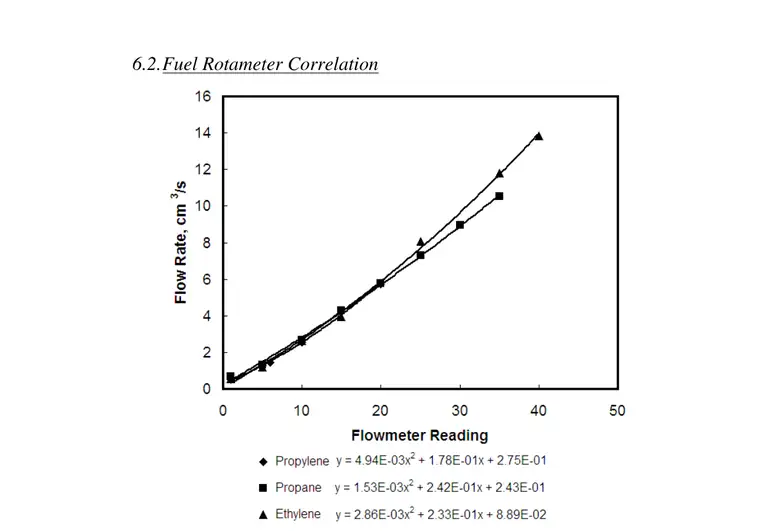 6.2. Fuel Rotameter Correlation
16
14
12
10
8
6
4
2
0
Flow Rate, cm ³/s
0 10 20 30 40 50
Flowmeter Reading
Propylene y = 4.94E-03x² + 1.78E-01x + 2.75E-01
Propane y = 1.53E-03x² + 2.42E-01x + 2.43E-01
Ethylene y = 2.86E-03x² + 2.33E-01x + 8.89E-02